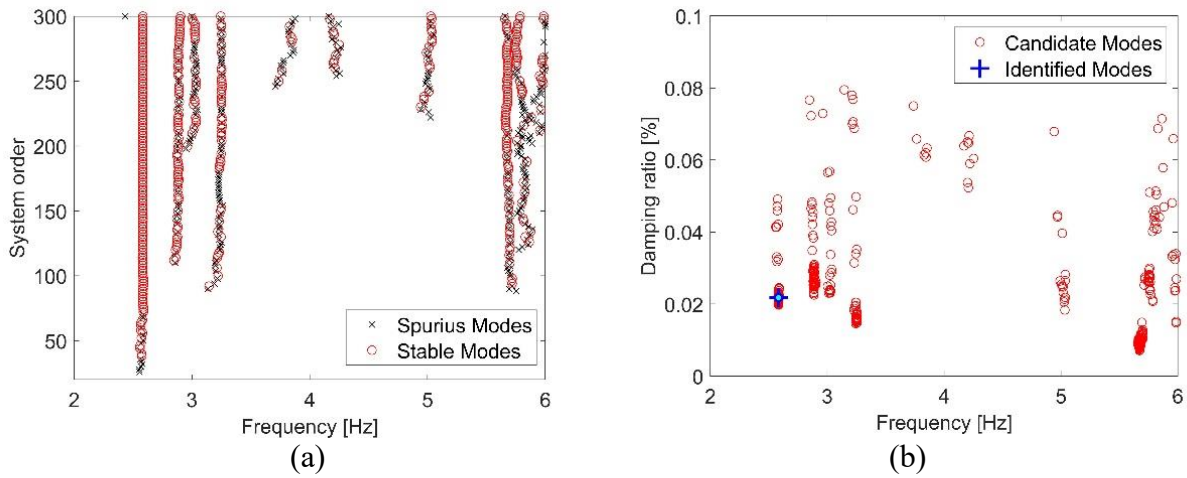 300
250
200
150
100
50
System order
Spurius Modes
Stable Modes
2 3 4 5 6
Frequency [Hz]
(a)
0.1
0.08
0.06
0.04
0.02
0
Damping ratio [%]
Candidate Modes
Identified Modes
2 3 4 5 6
Frequency [Hz]
(b)